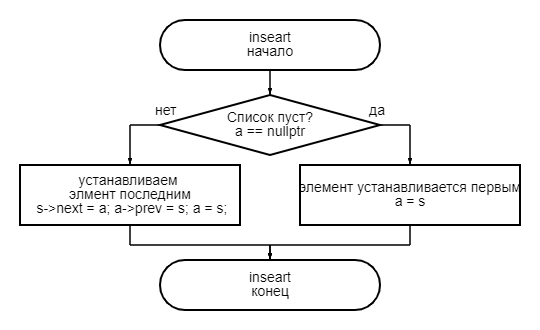 inseart
начало
Список пуст?
a == nullptr
нет
да
устанавливаем
элмент последним
s->next = a; a->prev = s; a = s;
элемент устанавливается первым
a = s
inseart
конец